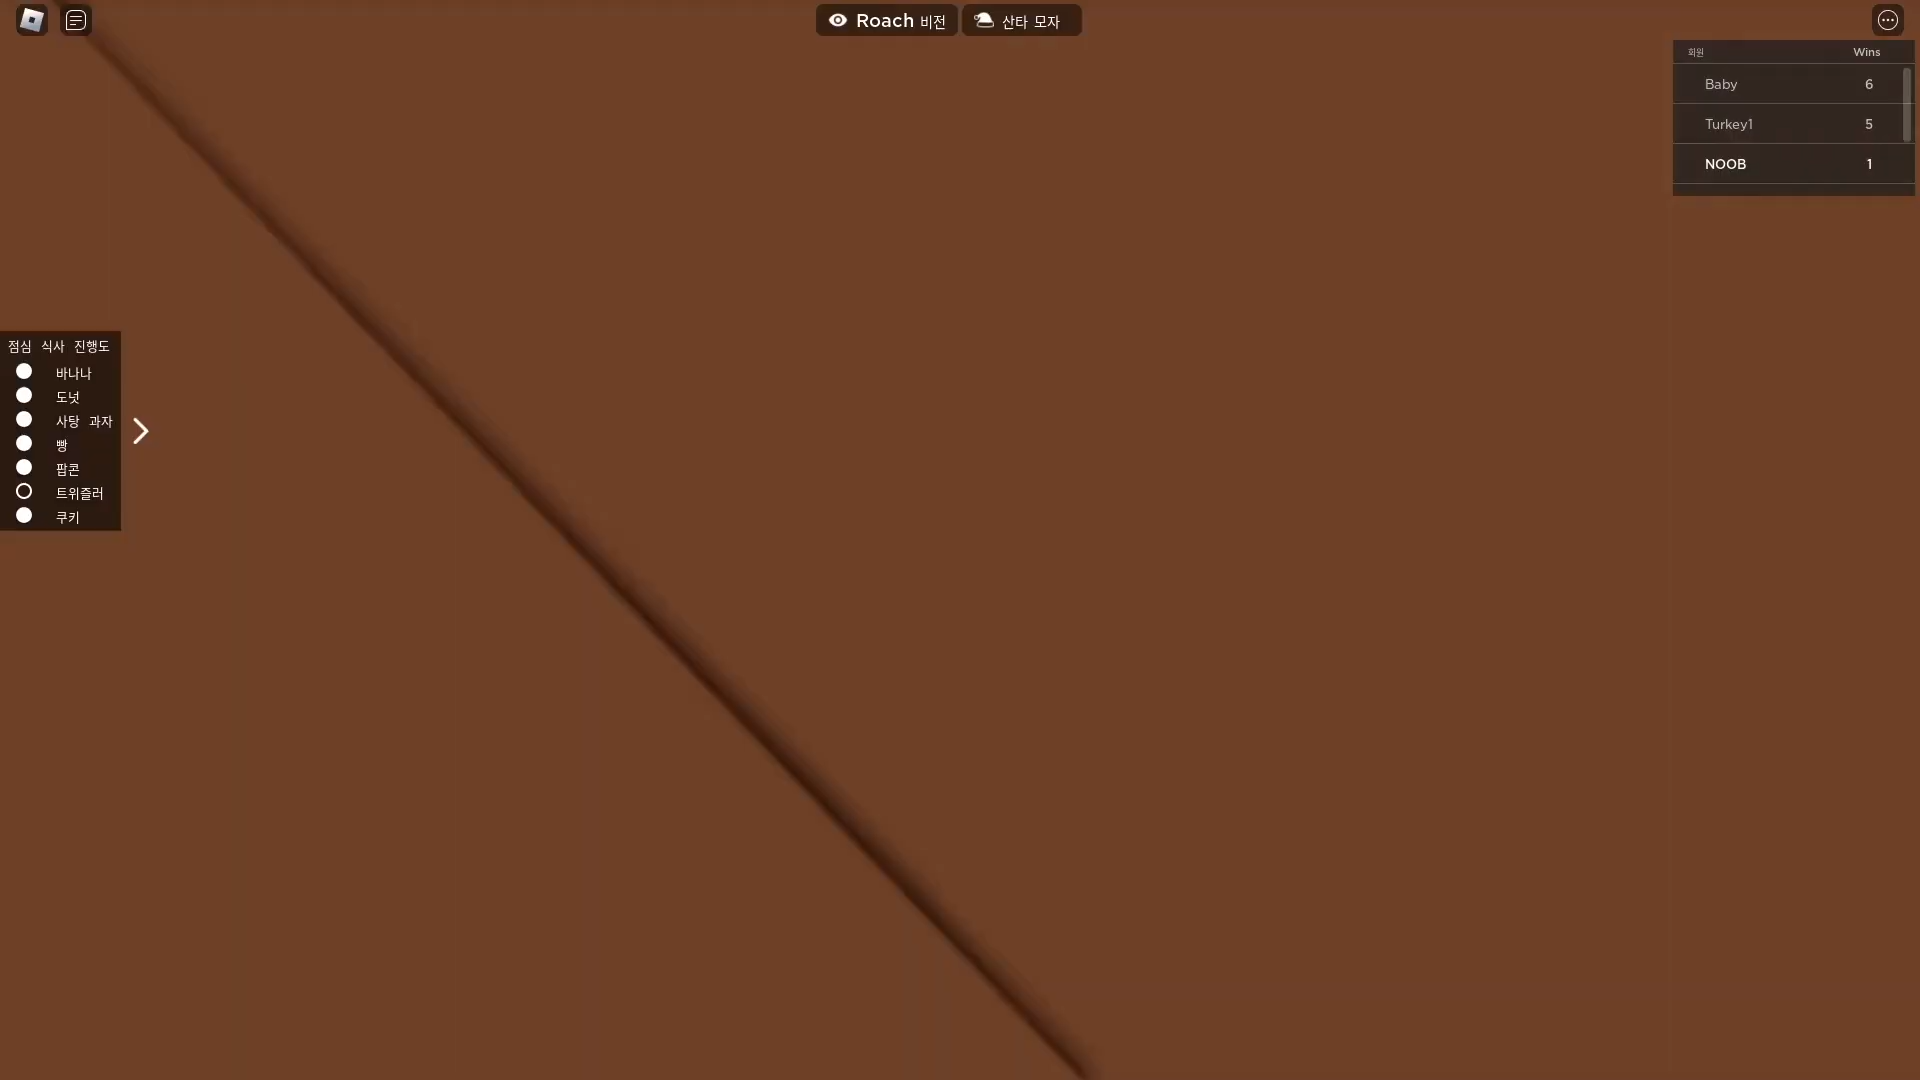 Roach 비전
산타 모자
회원 Wins
Baby 6
Turkey1 5
NOOB 1
점심 식사 진행도
바나나
도넛
사탕 과자
빵
팝콘
트위즐러
쿠키